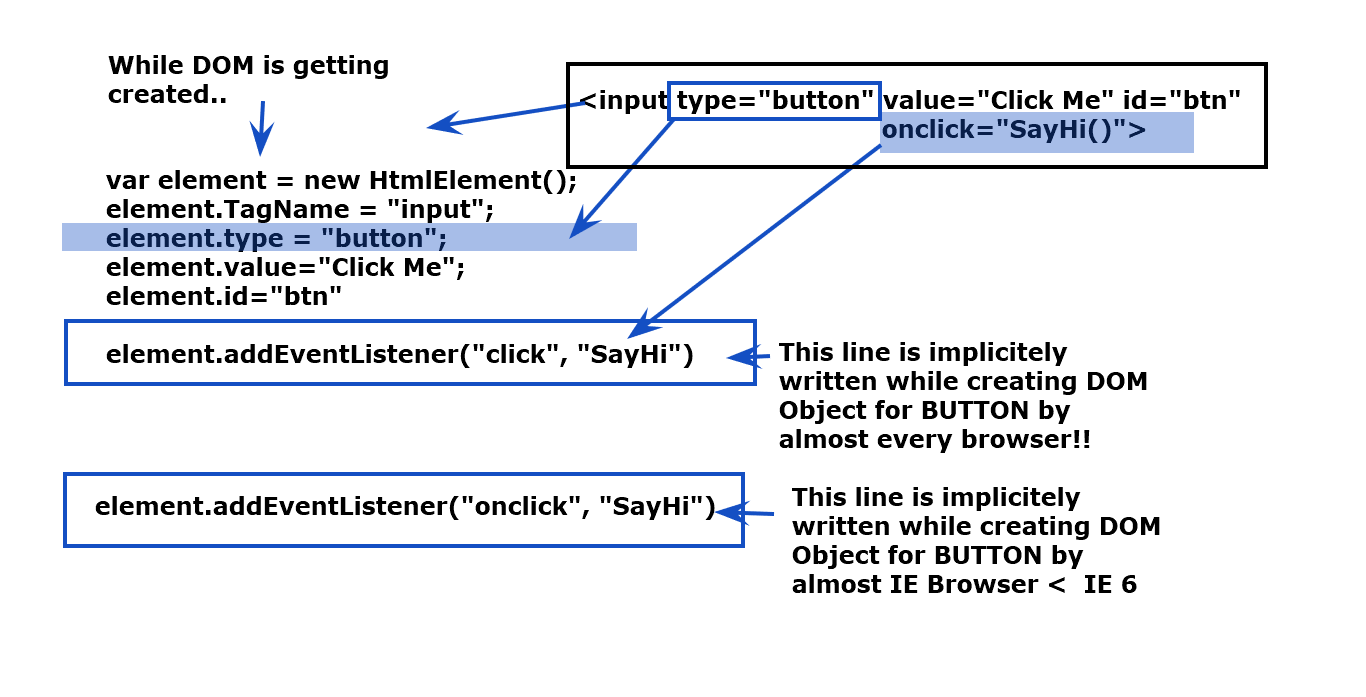 While DOM is getting
created..
<input type="button" value="Click Me" id="btn"
onclick="SayHi()">
var element = new HtmlElement();
element.TagName = "input";
element.type = "button";
element.value="Click Me";
element.id="btn"
element.addEventListener("click", "SayHi")
This line is implicitely
written while creating DOM
Object for BUTTON by
almost every browser!!
element.addEventListener("onclick", "SayHi")
This line is implicitely
written while creating DOM
Object for BUTTON by
almost IE Browser <  IE 6